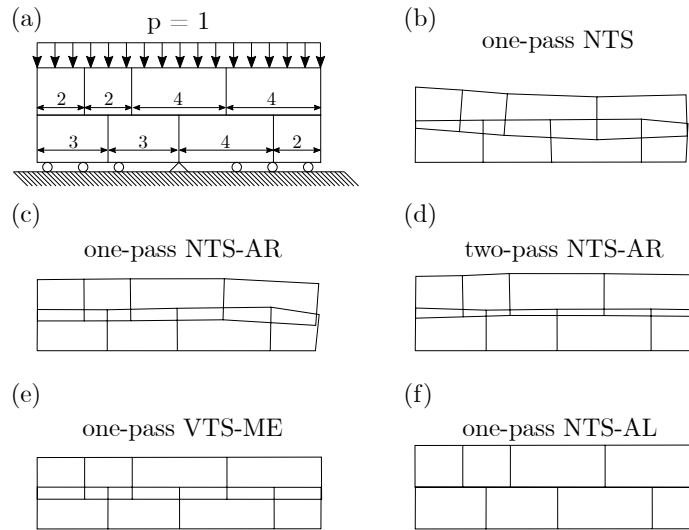 (a)
p = 1
2 2 4 4
3 3 4 2
(b)
one-pass NTS
(c)
one-pass NTS-AR
(d)
two-pass NTS-AR
(e)
one-pass VTS-ME
(f)
one-pass NTS-AL